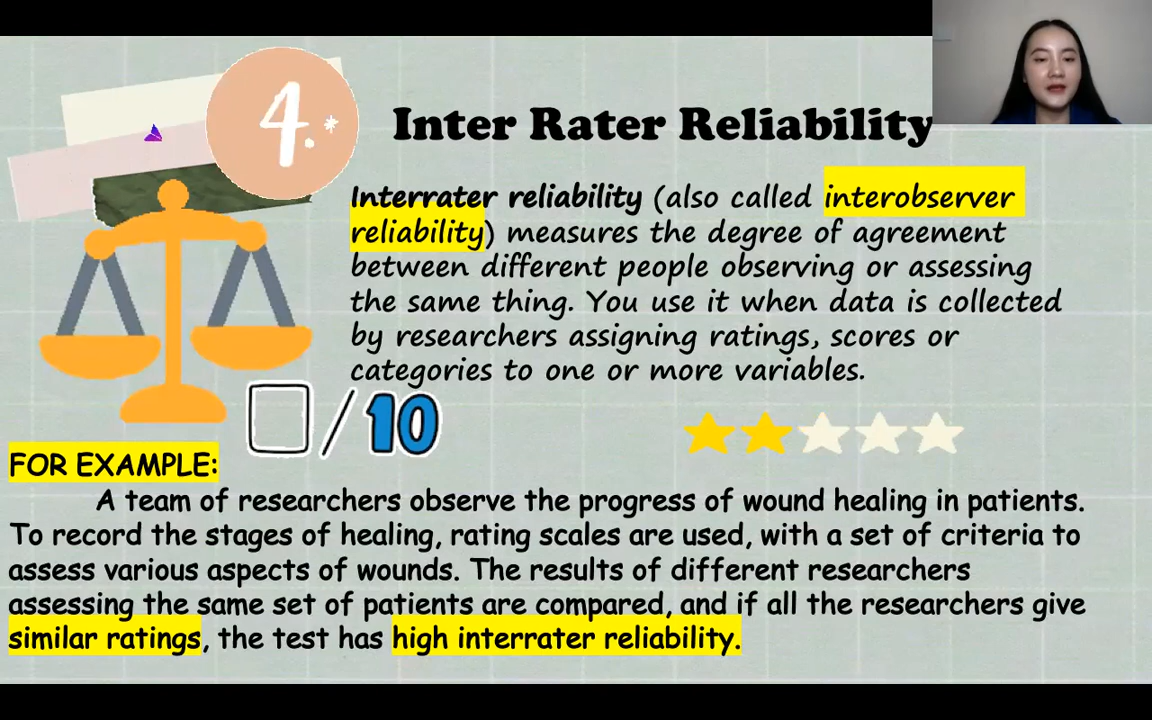 4.
Inter Rater Reliability
Interrater reliability (also called interobserver
reliability) measures the degree of agreement
between different people observing or assessing
the same thing. You use it when data is collected
by researchers assigning ratings, scores or
categories to one or more variables.
/ 10
FOR EXAMPLE:
A team of researchers observe the progress of wound healing in patients.
To record the stages of healing, rating scales are used, with a set of criteria to
assess various aspects of wounds. The results of different researchers
assessing the same set of patients are compared, and if all the researchers give
similar ratings, the test has high interrater reliability.